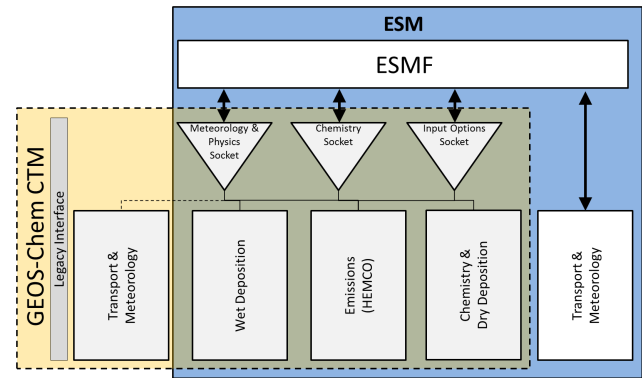 ESM
ESMF
Meteorology &
Physics
Socket
Chemistry
Socket
Input Options
Socket
GEOS-Chem CTM
Legacy Interface
Transport &
Meteorology
Wet Deposition
Emissions
(HEMCO)
Chemistry &
Dry Deposition
Transport &
Meteorology